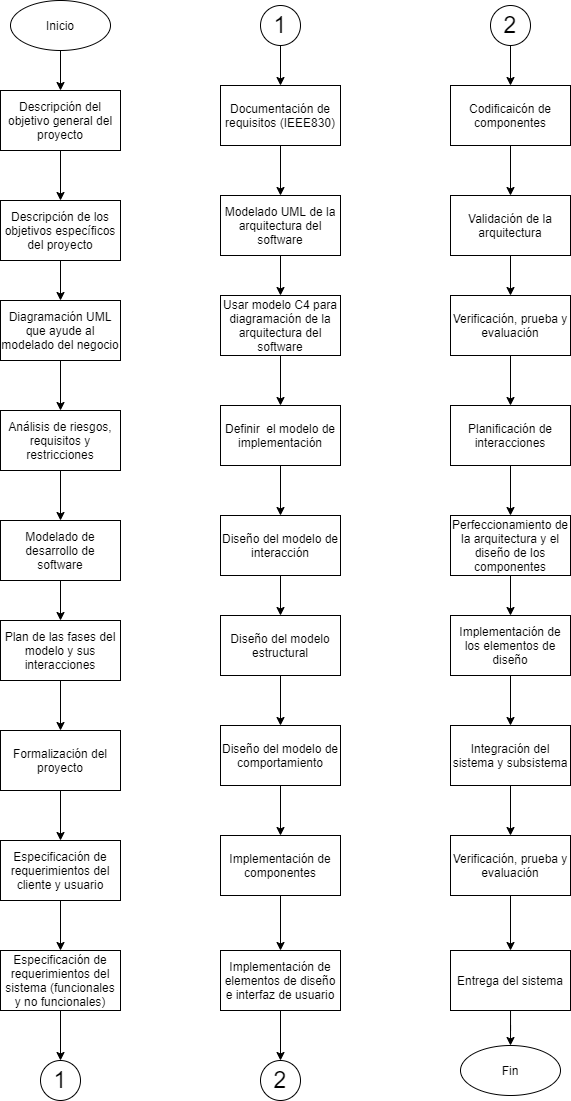 Inicio
Descripción del
objetivo general del
proyecto
Descripción de los
objetivos específicos
del proyecto
Diagramación UML
que ayude al
modelado del negocio
Análisis de riesgos,
requisitos y
restricciones
Modelado de
desarrollo de
software
Plan de las fases del
modelo y sus
interacciones
Formalización del
proyecto
Especificación de
requerimientos del
cliente y usuario
Especificación de
requerimientos del
sistema (funcionales
y no funcionales)
1
1
Documentación de
requisitos (IEEE830)
Modelado UML de la
arquitectura del
software
Usar modelo C4 para
diagramación de la
arquitectura del
software
Definir el modelo de
implementación
Diseño del modelo de
interacción
Diseño del modelo
estructural
Diseño del modelo de
comportamiento
Implementación de
componentes
Implementación de
elementos de diseño
e interfaz de usuario
2
2
Codificaicón de
componentes
Validación de la
arquitectura
Verificación, prueba y
evaluación
Planificación de
interacciones
Perfeccionamiento de
la arquitectura y el
diseño de los
componentes
Implementación de
los elementos de
diseño
Integración del
sistema y subsistema
Verificación, prueba y
evaluación
Entrega del sistema
Fin